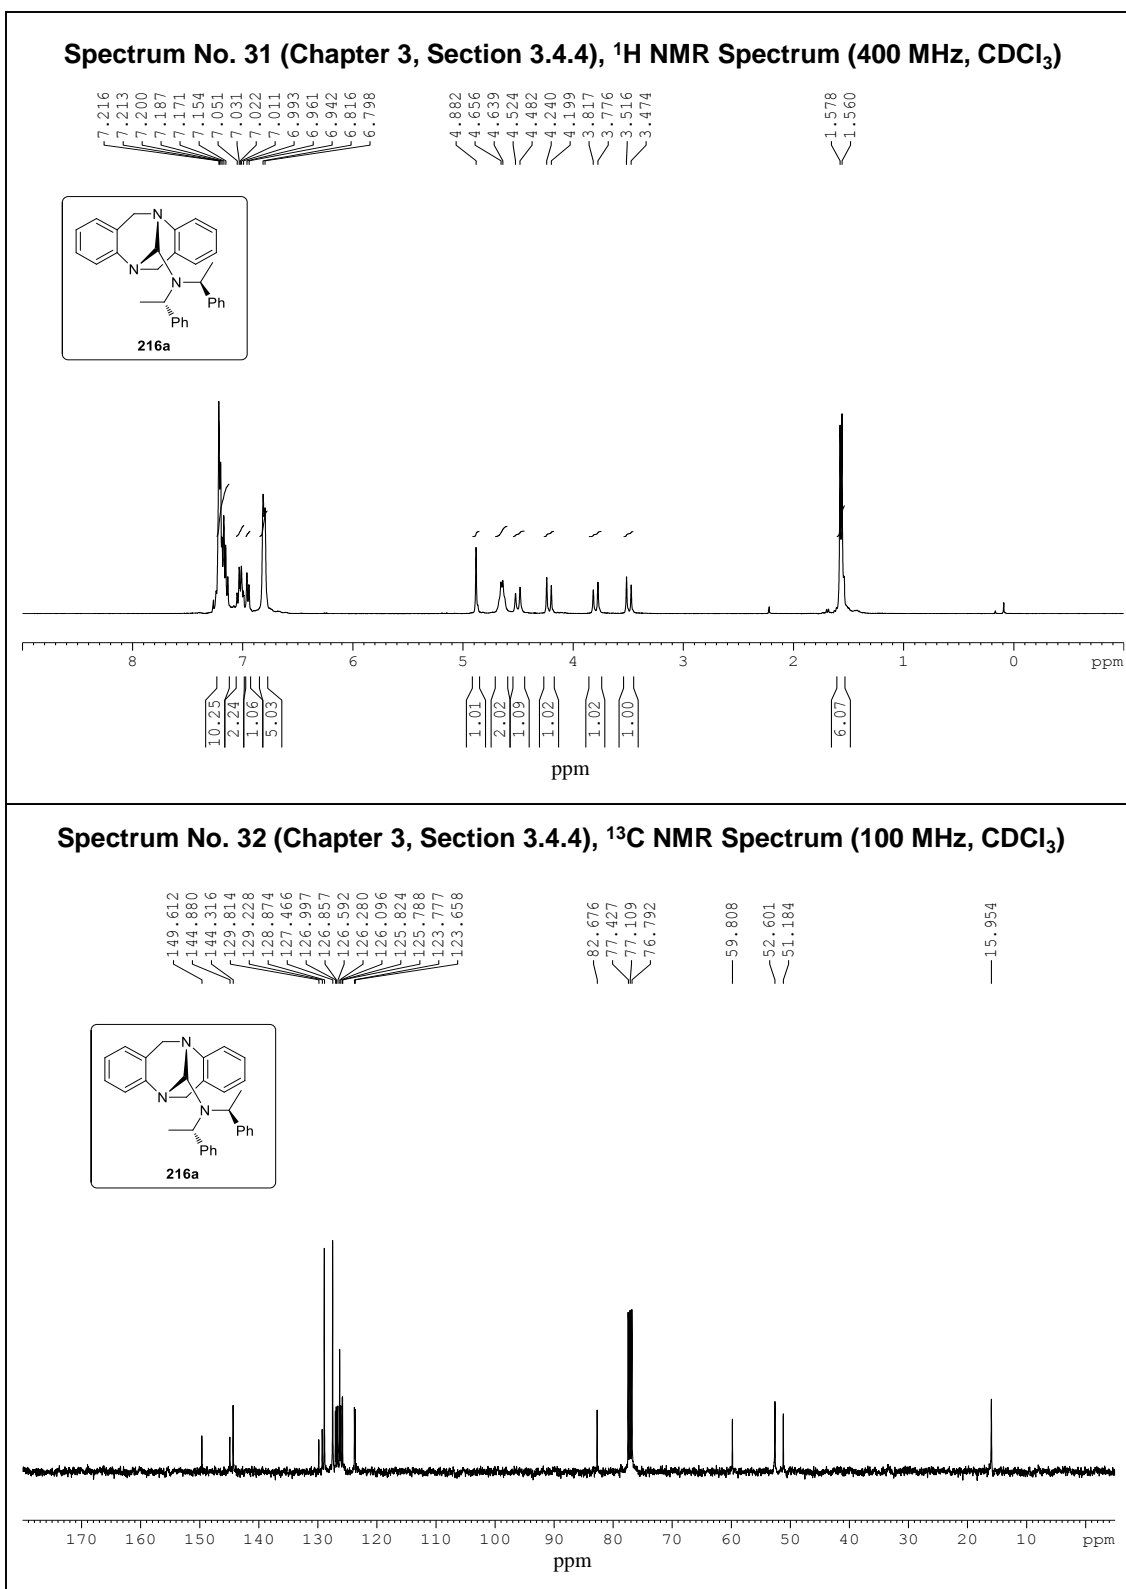 Spectrum No. 31 (Chapter 3, Section 3.4.4), ¹H NMR Spectrum (400 MHz, CDCl₃)
7.216
7.213
7.200
7.187
7.171
7.154
7.051
7.031
7.022
7.011
6.993
6.961
6.942
6.816
6.798
4.882
4.656
4.639
4.524
4.482
4.240
4.199
3.817
3.776
3.516
3.474
1.578
1.560
N
N
N
Ph
Ph
216a
8 7 6 5 4 3 2 1 0 ppm
10.25 2.24 1.06 5.03 1.01 2.02 1.09 1.02 1.02 1.00 6.07
ppm
Spectrum No. 32 (Chapter 3, Section 3.4.4), ¹³C NMR Spectrum (100 MHz, CDCl₃)
149.612
144.880
144.316
129.814
129.228
128.874
127.466
126.997
126.857
126.592
126.280
126.096
125.824
125.788
123.777
123.658
82.676
77.427
77.109
76.792
59.808
52.601
51.184
15.954
N
N
N
Ph
Ph
216a
170 160 150 140 130 120 110 100 90 80 70 60 50 40 30 20 10 ppm
ppm